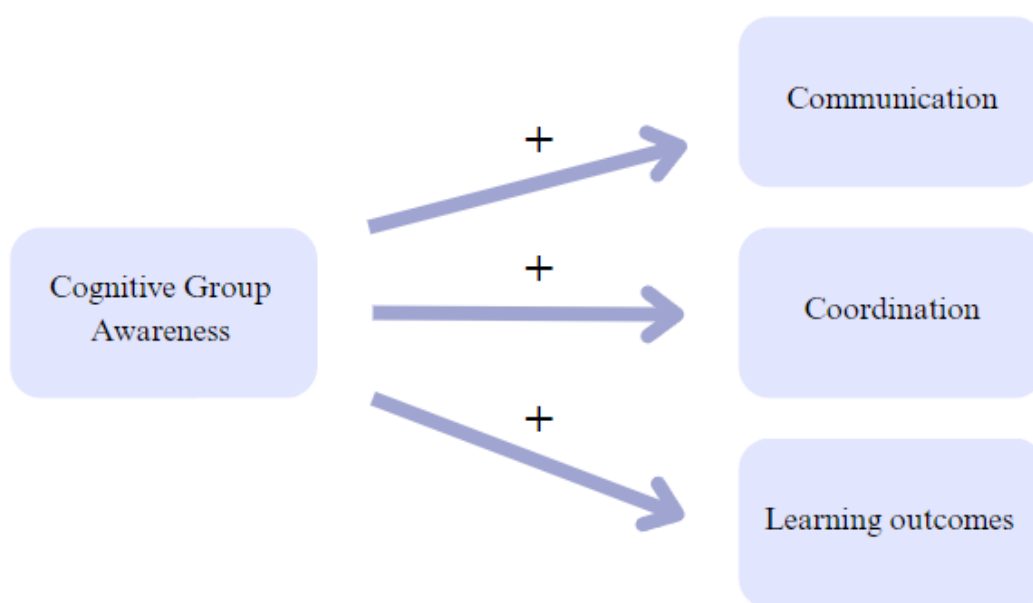 Communication
+
Cognitive Group
Awareness
+
Coordination
+
Learning outcomes